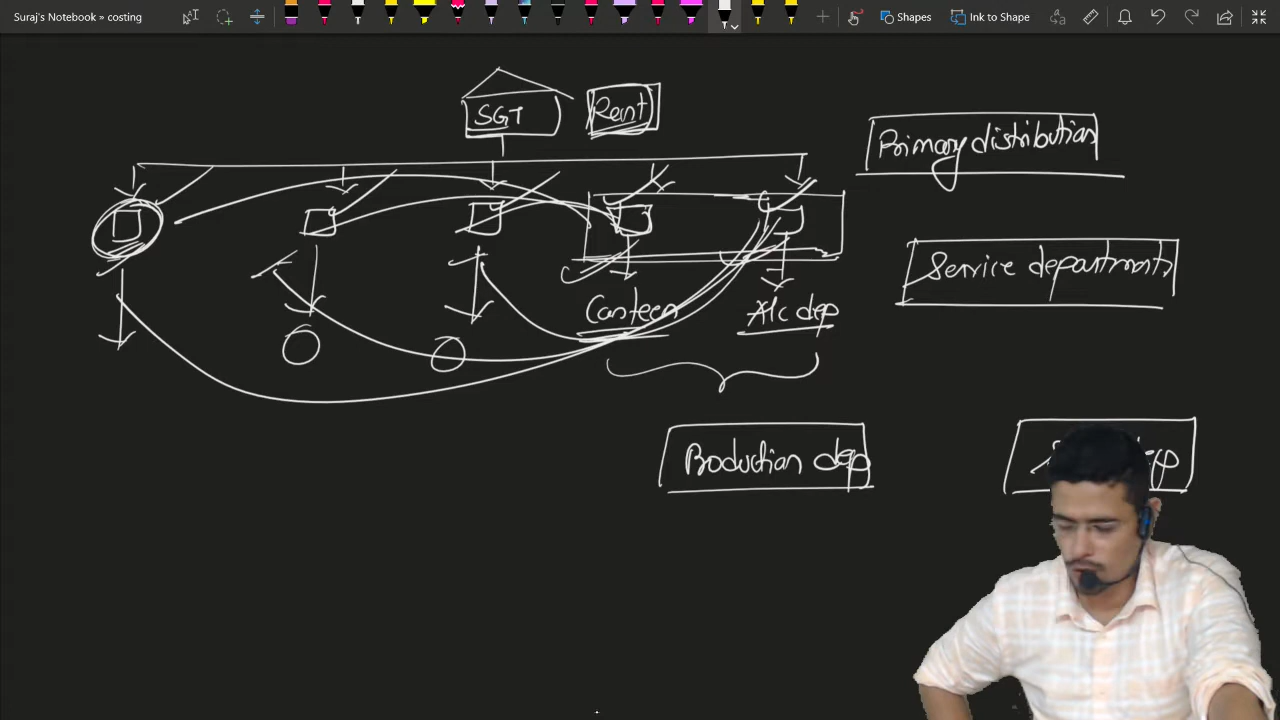 Suraj's Notebook » costing
Shapes
Ink to Shape
SGT
Rent
Primary distribution
Service departments
Canteen
A/c dep
Production dep